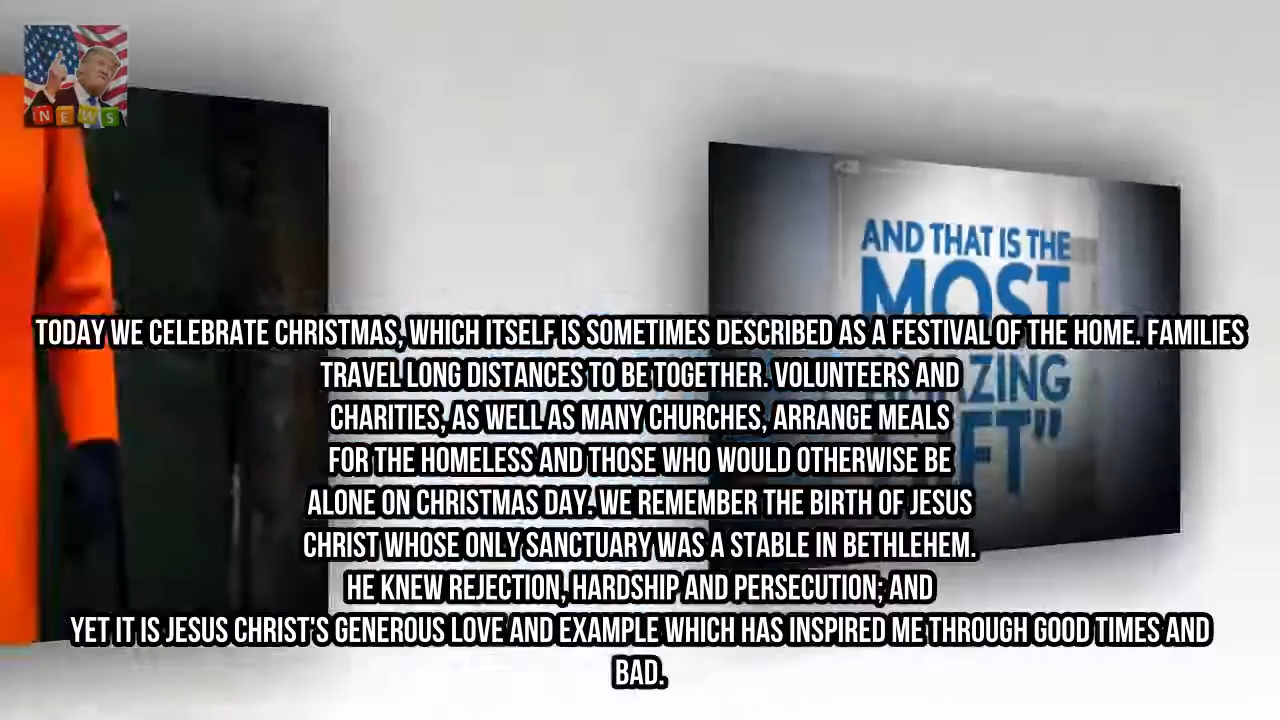 NEWS
AND THAT IS THE
MOST
ZING
FT"
TODAY WE CELEBRATE CHRISTMAS, WHICH ITSELF IS SOMETIMES DESCRIBED AS A FESTIVAL OF THE HOME. FAMILIES
TRAVEL LONG DISTANCES TO BE TOGETHER. VOLUNTEERS AND
CHARITIES, AS WELL AS MANY CHURCHES, ARRANGE MEALS
FOR THE HOMELESS AND THOSE WHO WOULD OTHERWISE BE
ALONE ON CHRISTMAS DAY. WE REMEMBER THE BIRTH OF JESUS
CHRIST WHOSE ONLY SANCTUARY WAS A STABLE IN BETHLEHEM.
HE KNEW REJECTION, HARDSHIP AND PERSECUTION; AND
YET IT IS JESUS CHRIST'S GENEROUS LOVE AND EXAMPLE WHICH HAS INSPIRED ME THROUGH GOOD TIMES AND
BAD.